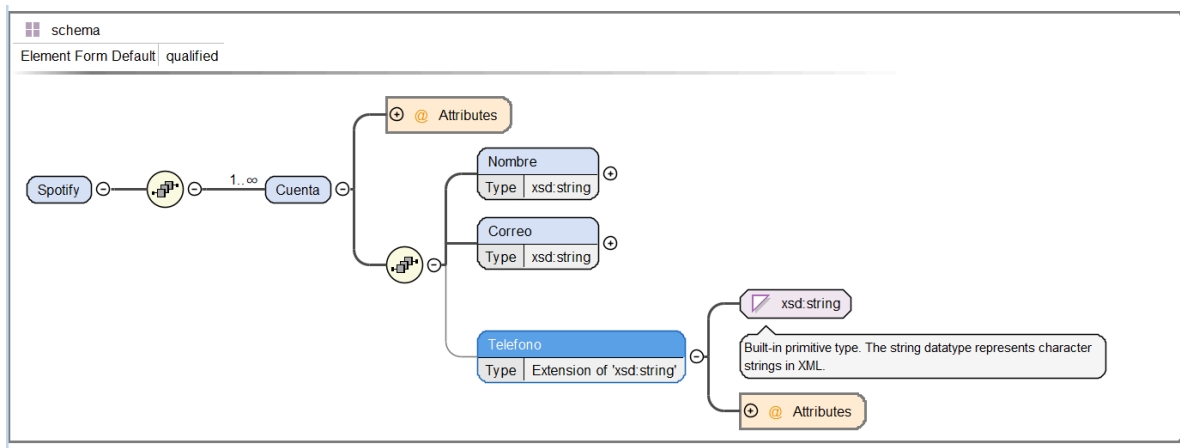 schema
Element Form Default qualified
@ Attributes
Spotify
1..∞
Cuenta
Nombre
Type xsd:string
Correo
Type xsd:string
Telefono
Type Extension of 'xsd:string'
xsd:string
Built-in primitive type. The string datatype represents character
strings in XML.
@ Attributes